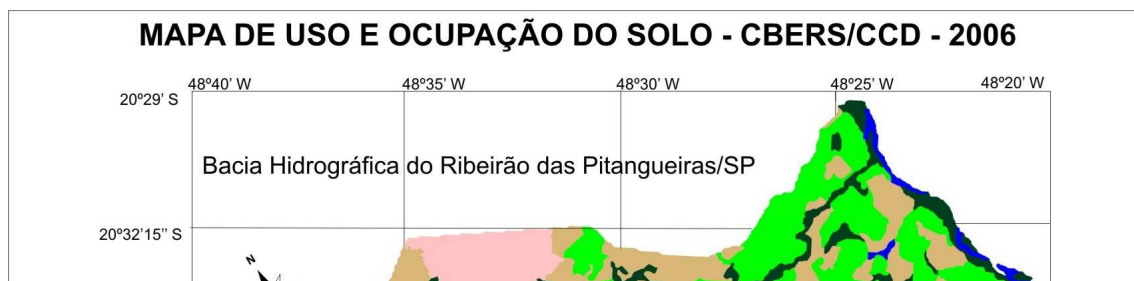 MAPA DE USO E OCUPAÇÃO DO SOLO - CBERS/CCD - 2006
48º40' W 48º35' W 48º30' W 48º25' W 48º20' W
20º29' S
Bacia Hidrográfica do Ribeirão das Pitangueiras/SP
20º32'15'' S
N